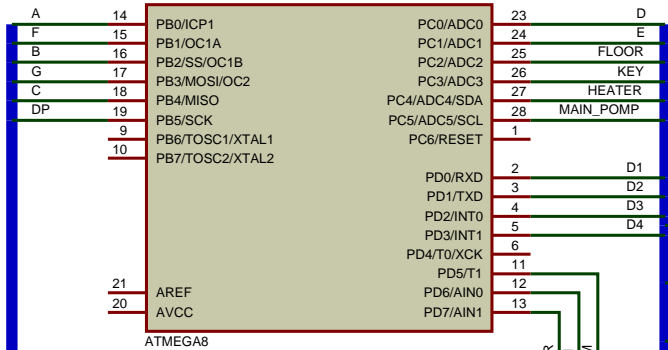 A 14 PB0/ICP1 PC0/ADC0 23 D
F 15 PB1/OC1A PC1/ADC1 24 E
B 16 PB2/SS/OC1B PC2/ADC2 25 FLOOR
G 17 PB3/MOSI/OC2 PC3/ADC3 26 KEY
C 18 PB4/MISO PC4/ADC4/SDA 27 HEATER
DP 19 PB5/SCK PC5/ADC5/SCL 28 MAIN_POMP
9 PB6/TOSC1/XTAL1 PC6/RESET 1
10 PB7/TOSC2/XTAL2
PD0/RXD 2 D1
PD1/TXD 3 D2
PD2/INT0 4 D3
PD3/INT1 5 D4
PD4/T0/XCK 6
PD5/T1 11
21 AREF PD6/AIN0 12
20 AVCC PD7/AIN1 13
ATMEGA8